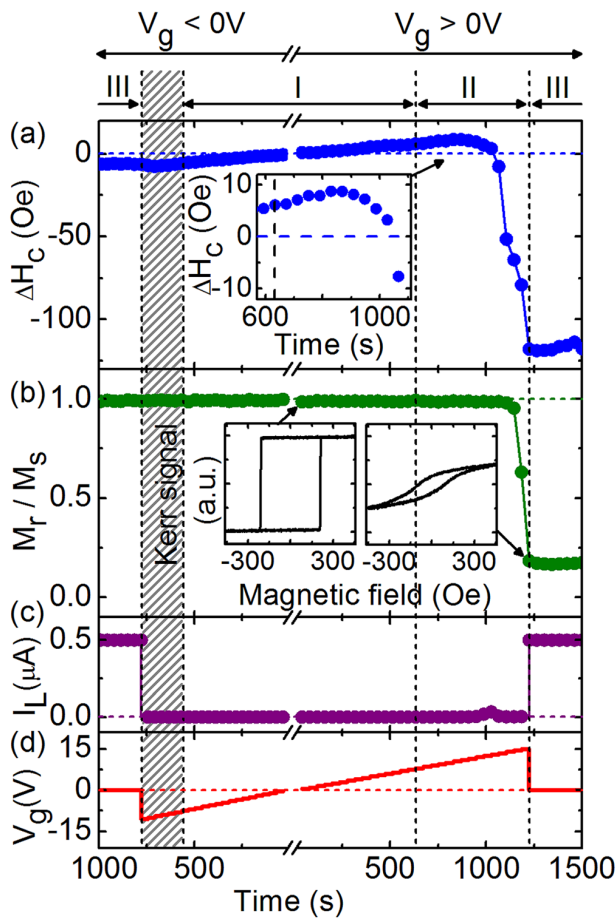 V_g < 0V V_g > 0V
III I II III
(a)
0
-50
-100
ΔH_C (Oe)
10
0
-10
ΔH_C (Oe)
600 1000
Time (s)
(b)
1.0
0.5
0.0
M_r / M_s
Kerr signal
(a.u.)
-300 300 -300 300
Magnetic field (Oe)
(c)
0.5
0.0
I_L(μA)
(d)
15
0
-15
V_g(V)
1000 500 500 1000 1500
Time (s)